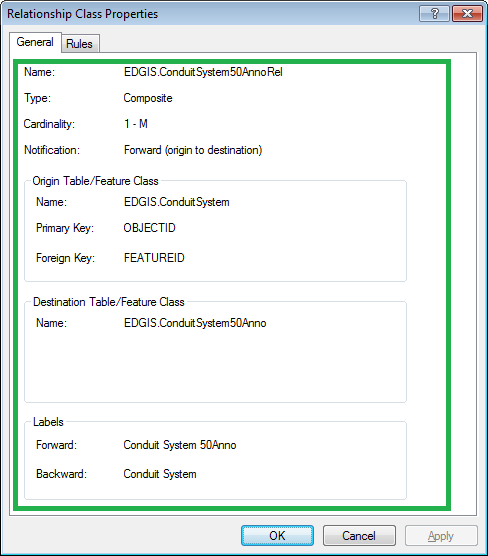 Relationship Class Properties
General Rules
Name: EDGIS.ConduitSystem50AnnoRel
Type: Composite
Cardinality: 1 - M
Notification: Forward (origin to destination)
Origin Table/Feature Class
Name: EDGIS.ConduitSystem
Primary Key: OBJECTID
Foreign Key: FEATUREID
Destination Table/Feature Class
Name: EDGIS.ConduitSystem50Anno
Labels
Forward: Conduit System 50Anno
Backward: Conduit System
OK Cancel Apply